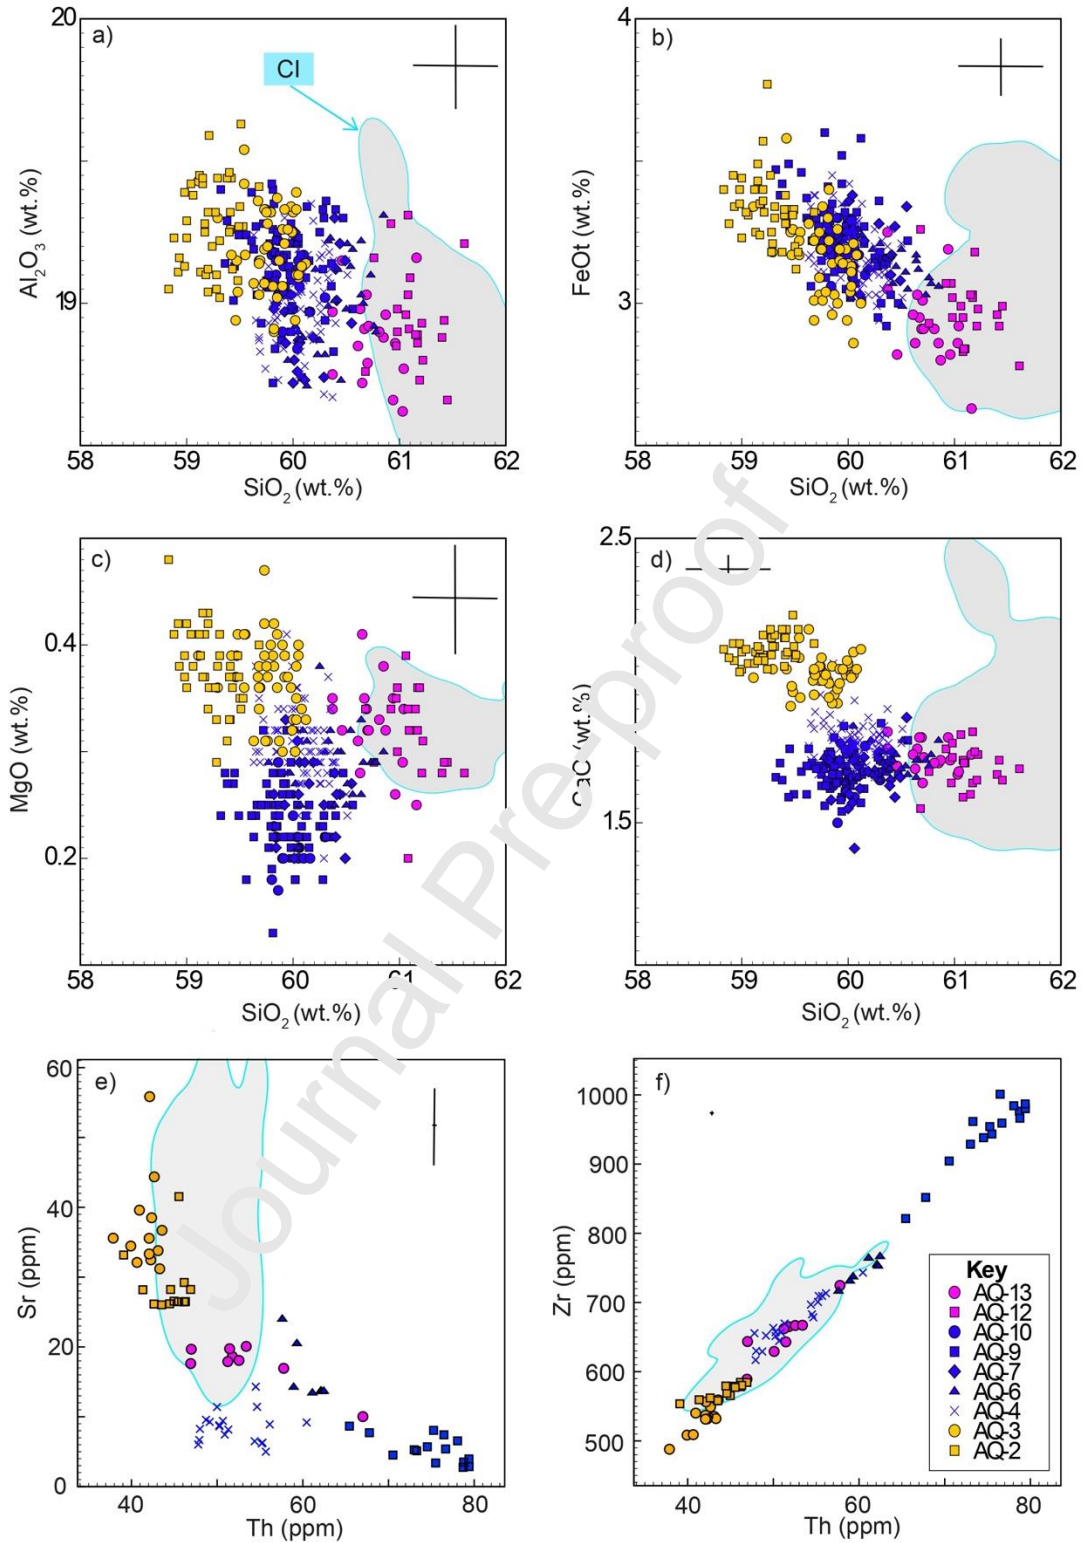 a)
CI
20
19
Al2O3 (wt.%)
58 59 60 61 62
SiO2 (wt.%)
b)
4
3
FeOt (wt.%)
58 59 60 61 62
SiO2 (wt.%)
c)
0.4
0.2
MgO (wt.%)
58 59 60 61 62
SiO2 (wt.%)
d)
2.5
1.5
CaO (wt.%)
58 59 60 61 62
SiO2 (wt.%)
e)
60
40
20
0
Sr (ppm)
40 60 80
Th (ppm)
f)
1000
900
800
700
600
500
Zr (ppm)
40 60 80
Th (ppm)
Key
AQ-13
AQ-12
AQ-10
AQ-9
AQ-7
AQ-6
AQ-4
AQ-3
AQ-2
Journal Pre-proof